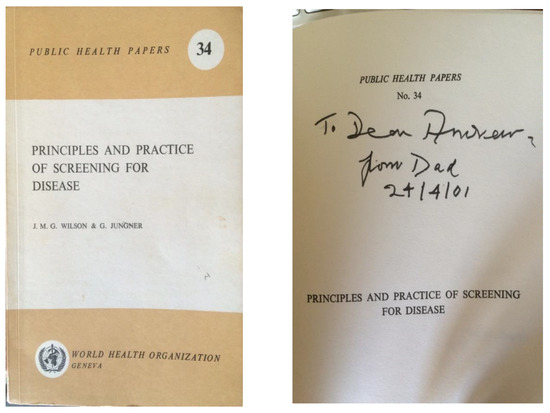 PUBLIC HEALTH PAPERS
34
PRINCIPLES AND PRACTICE
OF SCREENING FOR
DISEASE
J. M. G. WILSON & G. JUNGNER
WORLD HEALTH ORGANIZATION
GENEVA
PUBLIC HEALTH PAPERS
No. 34
To Dear Andrew,
from Dad
24/4/01
PRINCIPLES AND PRACTICE OF SCREENING
FOR DISEASE